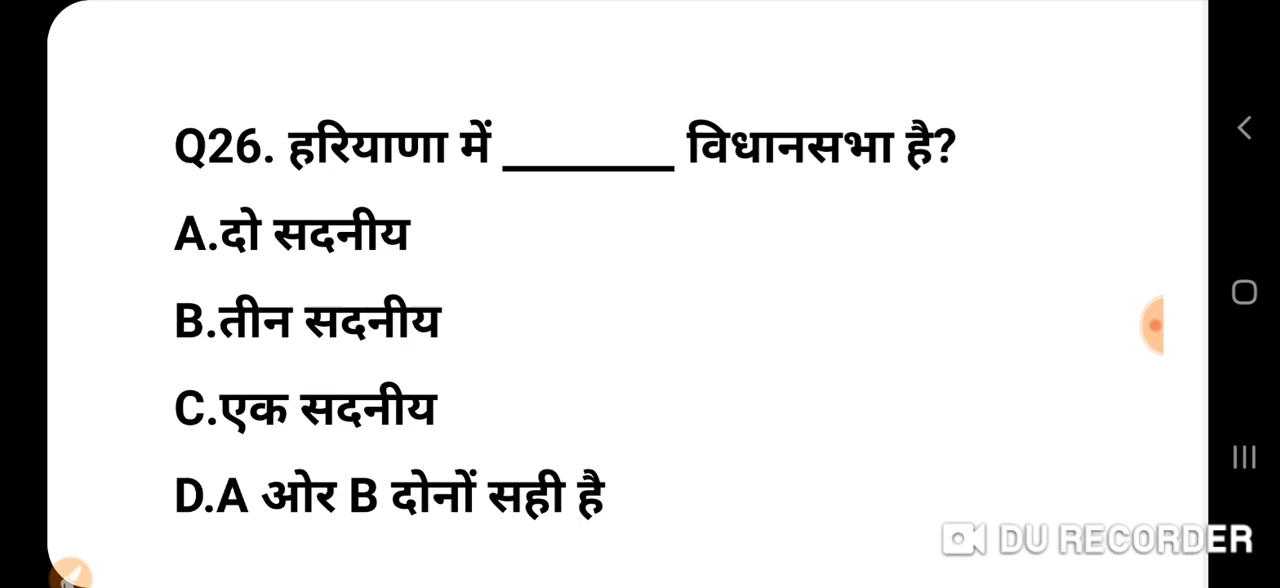 Q26. हरियाणा में ________ विधानसभा है?
A.दो सदनीय
B.तीन सदनीय
C.एक सदनीय
D.A ओर B दोनों सही है
DU RECORDER